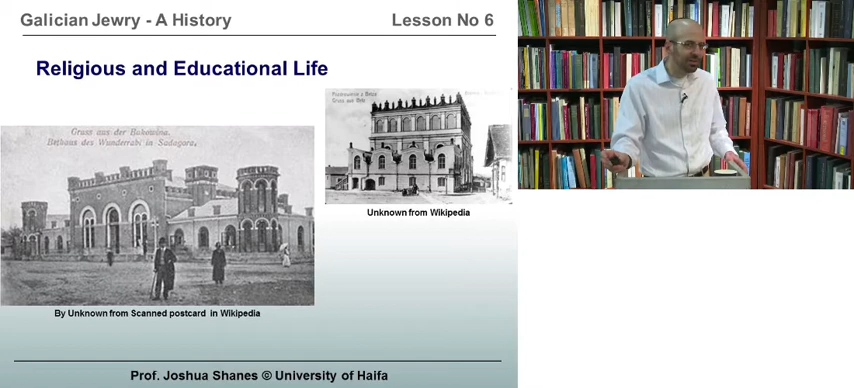 Galician Jewry - A History
Lesson No 6
Religious and Educational Life
Gruss aus der Bukowina.
Bethaus des Wunderrabi in Sadagora.
Gruss aus Belz
Unknown from Wikipedia
By Unknown from Scanned postcard in Wikipedia
Prof. Joshua Shanes © University of Haifa